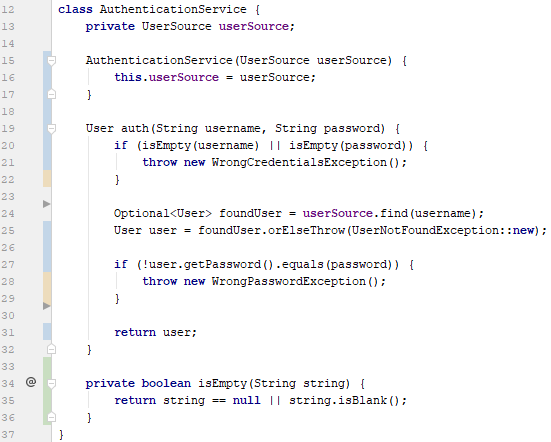 12 class AuthenticationService {
13     private UserSource userSource;
14
15     AuthenticationService(UserSource userSource) {
16         this.userSource = userSource;
17     }
18
19     User auth(String username, String password) {
20         if (isEmpty(username) || isEmpty(password)) {
21             throw new WrongCredentialsException();
22         }
23
24         Optional<User> foundUser = userSource.find(username);
25         User user = foundUser.orElseThrow(UserNotFoundException::new);
26
27         if (!user.getPassword().equals(password)) {
28             throw new WrongPasswordException();
29         }
30
31         return user;
32     }
33
34 @   private boolean isEmpty(String string) {
35         return string == null || string.isBlank();
36     }
37 }